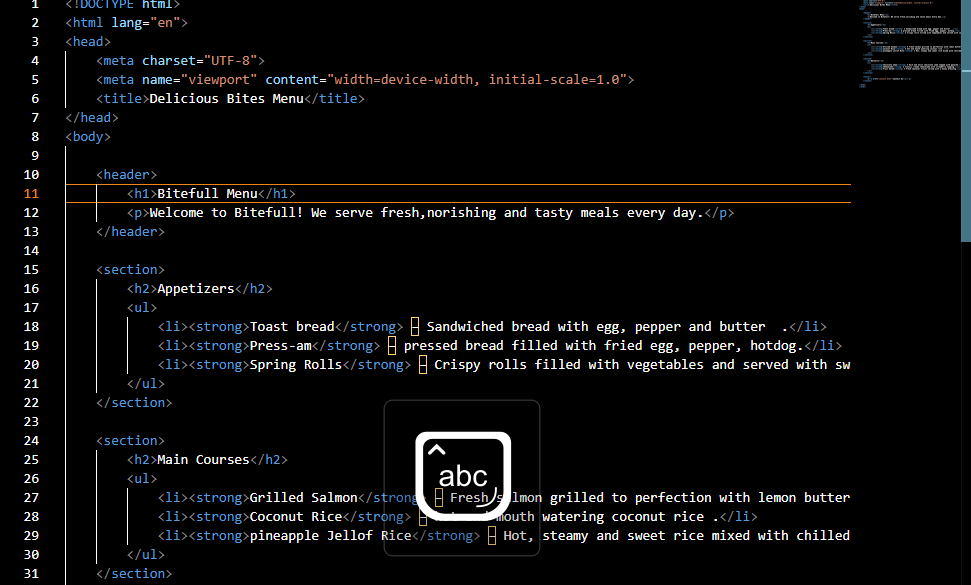 1 <!DOCTYPE html>
2 <html lang="en">
3 <head>
4 <meta charset="UTF-8">
5 <meta name="viewport" content="width=device-width, initial-scale=1.0">
6 <title>Delicious Bites Menu</title>
7 </head>
8 <body>
9
10 <header>
11 <h1>Bitefull Menu</h1>
12 <p>Welcome to Bitefull! We serve fresh,norishing and tasty meals every day.</p>
13 </header>
14
15 <section>
16 <h2>Appetizers</h2>
17 <ul>
18 <li><strong>Toast bread</strong> – Sandwiched bread with egg, pepper and butter  .</li>
19 <li><strong>Press-am</strong> – pressed bread filled with fried egg, pepper, hotdog.</li>
20 <li><strong>Spring Rolls</strong> – Crispy rolls filled with vegetables and served with sw
21 </ul>
22 </section>
23
24 <section>
25 <h2>Main Courses</h2>
26 <ul>
27 <li><strong>Grilled Salmon</strong> – Fresh salmon grilled to perfection with lemon butter
28 <li><strong>Coconut Rice</strong> – mouth watering coconut rice .</li>
29 <li><strong>pineapple Jellof Rice</strong> – Hot, steamy and sweet rice mixed with chilled
30 </ul>
31 </section>
abc